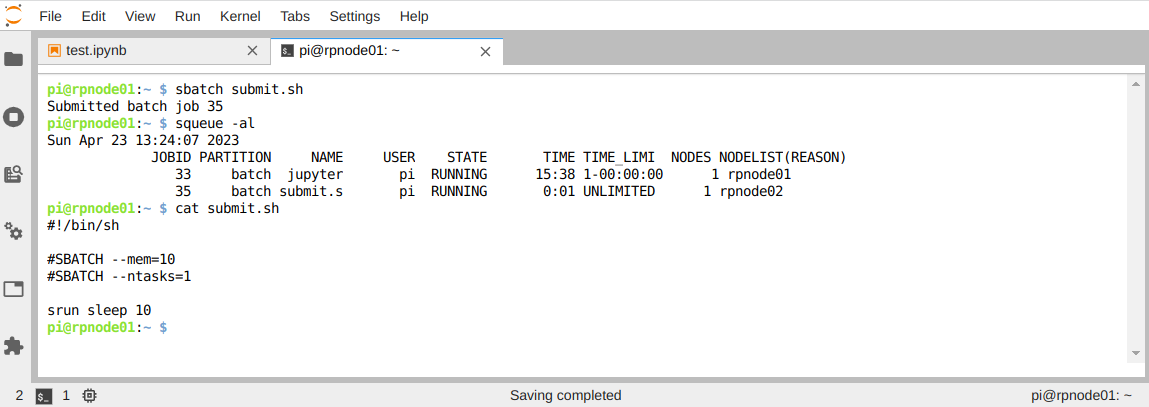 File Edit View Run Kernel Tabs Settings Help
test.ipynb
pi@rpnode01: ~
pi@rpnode01:~ $ sbatch submit.sh
Submitted batch job 35
pi@rpnode01:~ $ squeue -al
Sun Apr 23 13:24:07 2023
JOBID PARTITION NAME USER STATE TIME TIME_LIMI NODES NODELIST(REASON)
33 batch jupyter pi RUNNING 15:38 1-00:00:00 1 rpnode01
35 batch submit.s pi RUNNING 0:01 UNLIMITED 1 rpnode02
pi@rpnode01:~ $ cat submit.sh
#!/bin/sh
#SBATCH --mem=10
#SBATCH --ntasks=1
srun sleep 10
pi@rpnode01:~ $
2 $_ 1 Saving completed pi@rpnode01: ~